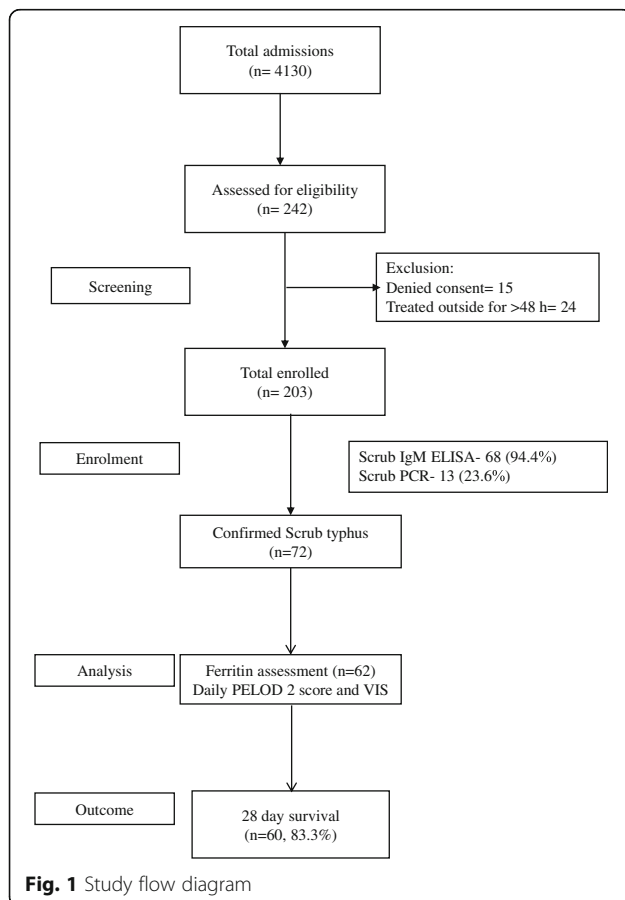 Total admissions
(n= 4130)
Assessed for eligibility
(n= 242)
Screening
Exclusion:
Denied consent= 15
Treated outside for >48 h= 24
Total enrolled
(n= 203)
Enrolment
Scrub IgM ELISA- 68 (94.4%)
Scrub PCR- 13 (23.6%)
Confirmed Scrub typhus
(n=72)
Analysis
Ferritin assessment (n=62)
Daily PELOD 2 score and VIS
Outcome
28 day survival
(n=60, 83.3%)
Fig. 1 Study flow diagram